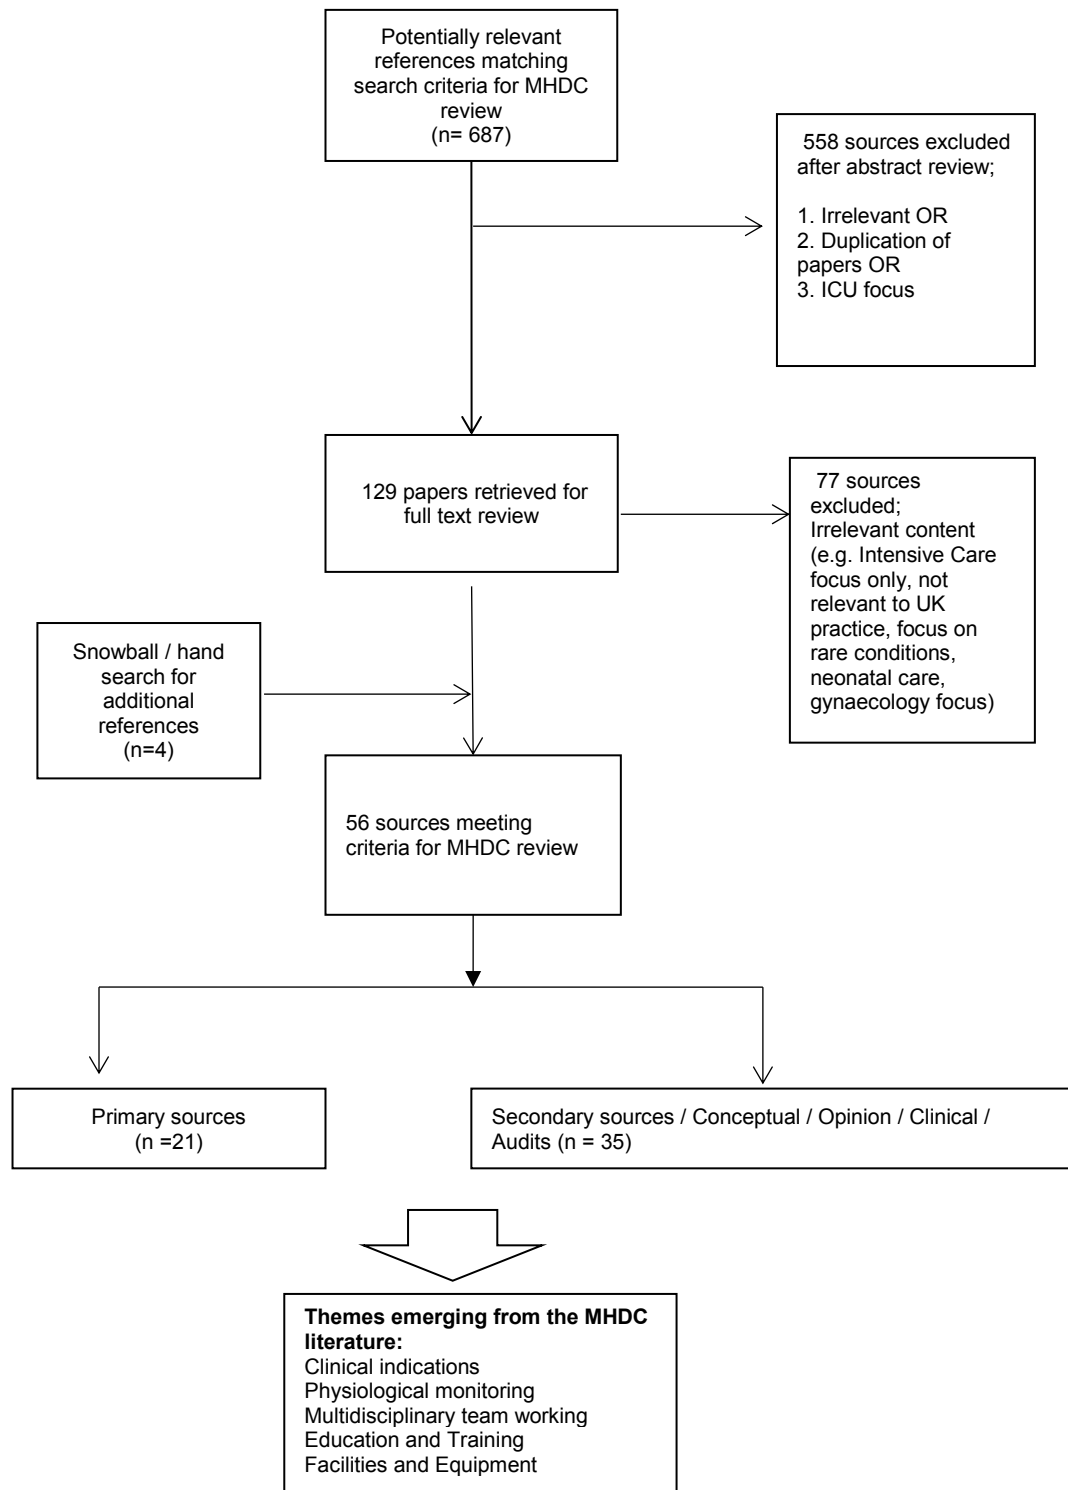 Potentially relevant
references matching
search criteria for MHDC
review
(n= 687)
558 sources excluded
after abstract review;
1. Irrelevant OR
2. Duplication of
papers OR
3. ICU focus
129 papers retrieved for
full text review
77 sources
excluded;
Irrelevant content
(e.g. Intensive Care
focus only, not
relevant to UK
practice, focus on
rare conditions,
neonatal care,
gynaecology focus)
Snowball / hand
search for
additional
references
(n=4)
56 sources meeting
criteria for MHDC review
Primary sources
(n =21)
Secondary sources / Conceptual / Opinion / Clinical /
Audits (n = 35)
Themes emerging from the MHDC
literature:
Clinical indications
Physiological monitoring
Multidisciplinary team working
Education and Training
Facilities and Equipment